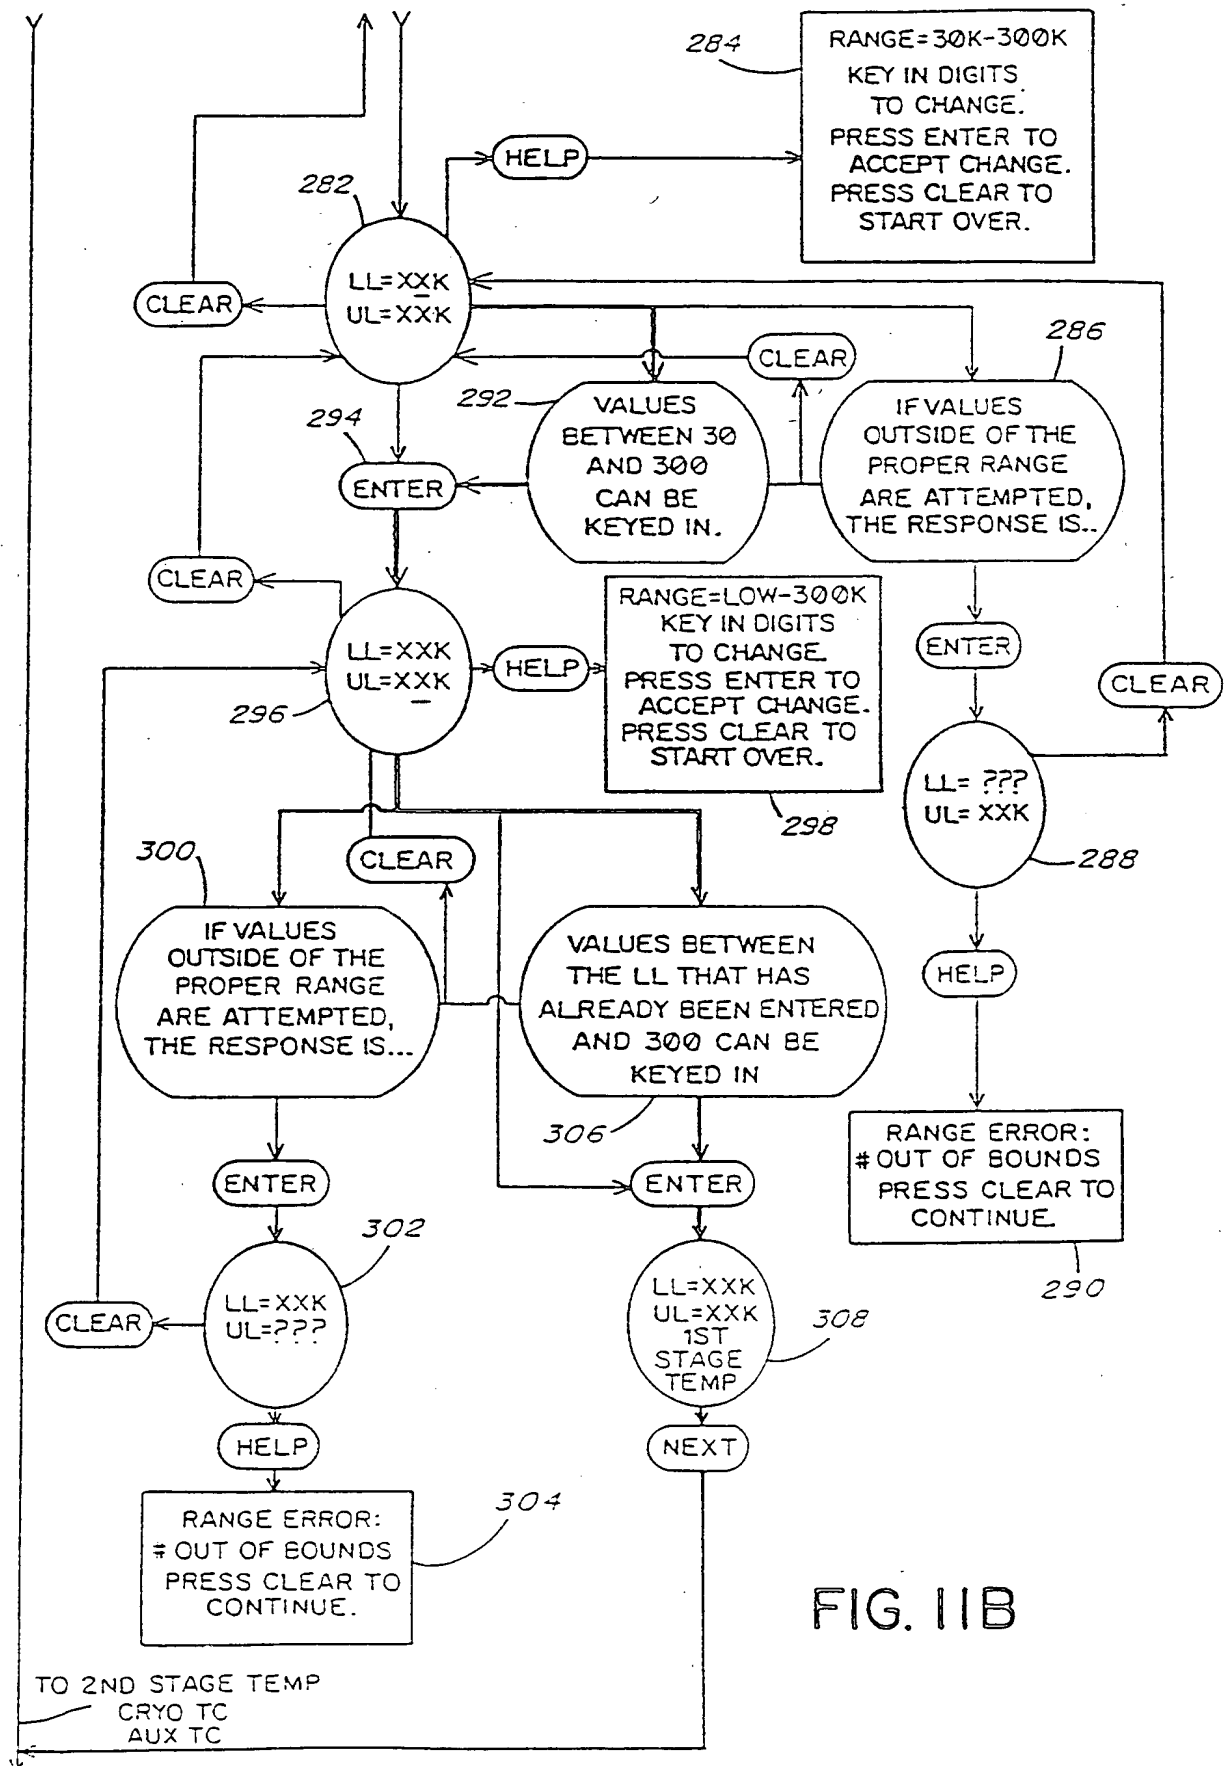 284
RANGE=30K-300K
KEY IN DIGITS
TO CHANGE.
PRESS ENTER TO
ACCEPT CHANGE.
PRESS CLEAR TO
START OVER.
HELP
282
LL=XXK
UL=XXK
CLEAR
286
CLEAR
292
VALUES
BETWEEN 30
AND 300
CAN BE
KEYED IN.
IF VALUES
OUTSIDE OF THE
PROPER RANGE
ARE ATTEMPTED,
THE RESPONSE IS..
294
ENTER
CLEAR
RANGE=LOW-300K
KEY IN DIGITS
TO CHANGE.
PRESS ENTER TO
ACCEPT CHANGE.
PRESS CLEAR TO
START OVER.
298
LL=XXK
UL=XXK
296
HELP
ENTER
CLEAR
LL= ???
UL= XXK
288
HELP
RANGE ERROR:
# OUT OF BOUNDS
PRESS CLEAR TO
CONTINUE.
290
CLEAR
300
IF VALUES
OUTSIDE OF THE
PROPER RANGE
ARE ATTEMPTED,
THE RESPONSE IS...
VALUES BETWEEN
THE LL THAT HAS
ALREADY BEEN ENTERED
AND 300 CAN BE
KEYED IN
306
ENTER
ENTER
302
LL=XXK
UL=???
CLEAR
LL=XXK
UL=XXK
1ST
STAGE
TEMP
308
HELP
NEXT
RANGE ERROR:
# OUT OF BOUNDS
PRESS CLEAR TO
CONTINUE.
304
FIG. 11B
TO 2ND STAGE TEMP
CRYO TC
AUX TC